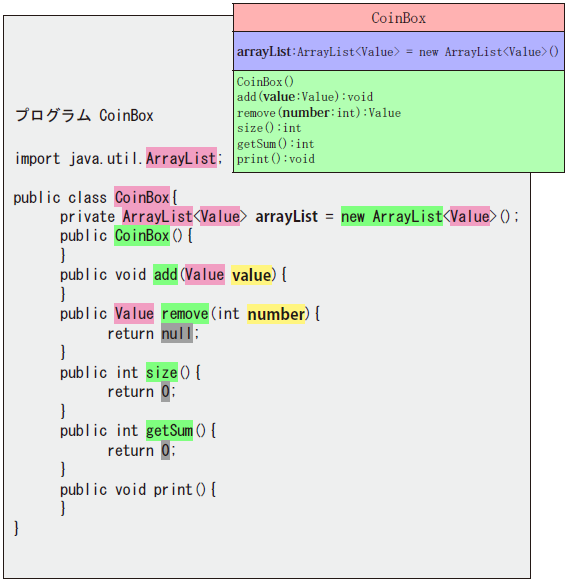 CoinBox
arrayList:ArrayList<Value> = new ArrayList<Value>()
CoinBox()
add(value:Value):void
remove(number:int):Value
size():int
getSum():int
print():void
プログラム CoinBox
import java.util.ArrayList;
public class CoinBox{
private ArrayList<Value> arrayList = new ArrayList<Value>();
public CoinBox(){
}
public void add(Value value){
}
public Value remove(int number){
return null;
}
public int size(){
return 0;
}
public int getSum(){
return 0;
}
public void print(){
}
}